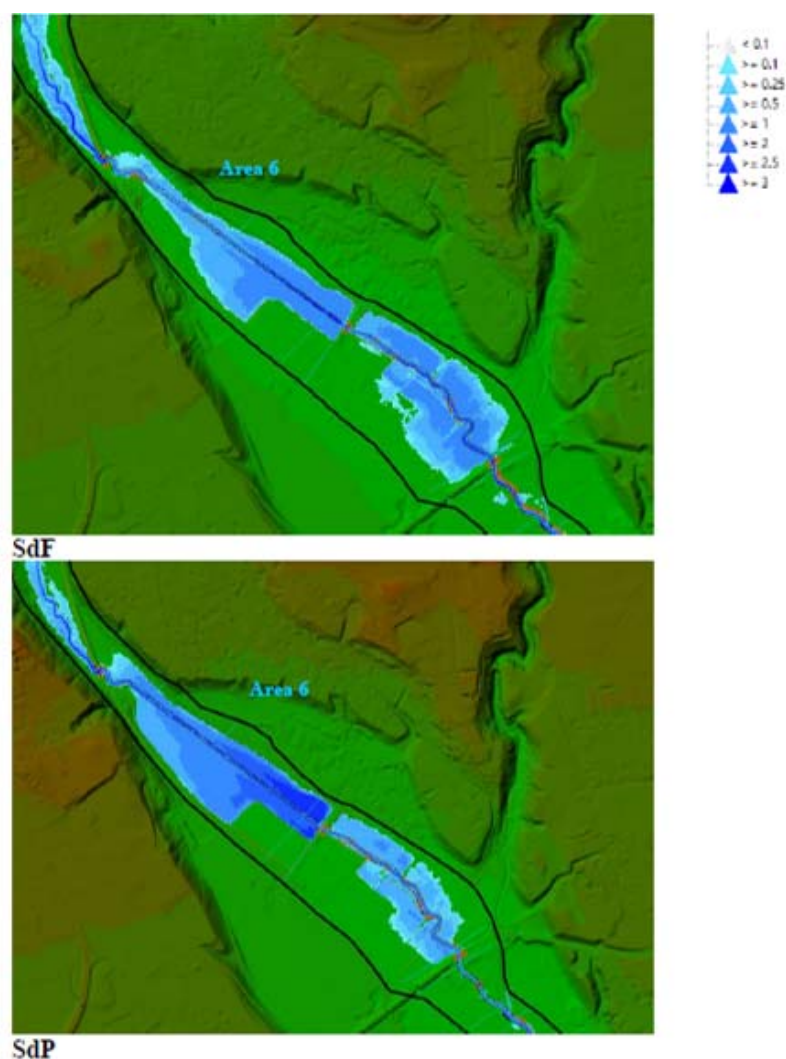 < 0.1
>= 0.1
>= 0.25
>= 0.5
>= 1
>= 2
>= 2.5
>= 3
Area 6
SdF
Area 6
SdP